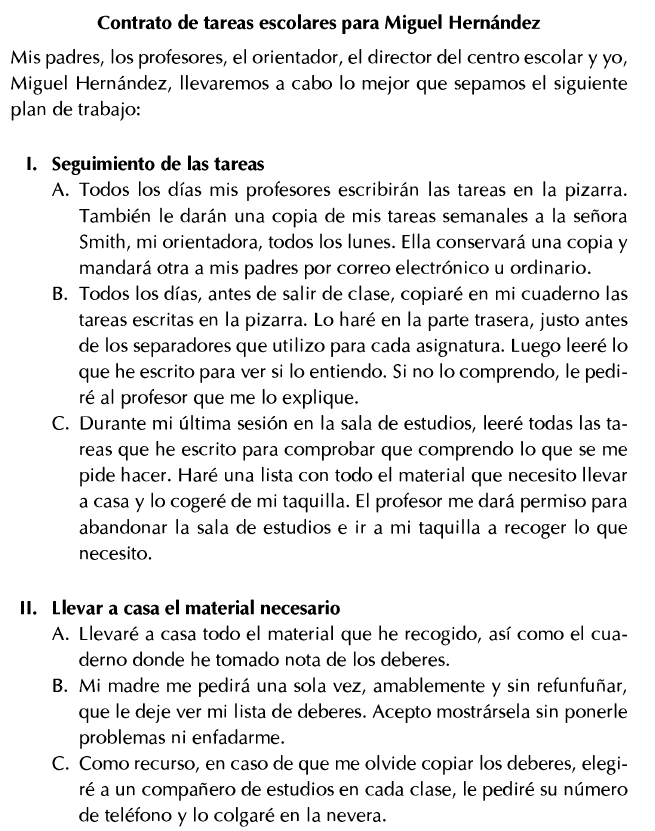 Contrato de tareas escolares para Miguel Hernández
Mis padres, los profesores, el orientador, el director del centro escolar y yo,
Miguel Hernández, llevaremos a cabo lo mejor que sepamos el siguiente
plan de trabajo:
I. Seguimiento de las tareas
A. Todos los días mis profesores escribirán las tareas en la pizarra.
También le darán una copia de mis tareas semanales a la señora
Smith, mi orientadora, todos los lunes. Ella conservará una copia y
mandará otra a mis padres por correo electrónico u ordinario.
B. Todos los días, antes de salir de clase, copiaré en mi cuaderno las
tareas escritas en la pizarra. Lo haré en la parte trasera, justo antes
de los separadores que utilizo para cada asignatura. Luego leeré lo
que he escrito para ver si lo entiendo. Si no lo comprendo, le pedi-
ré al profesor que me lo explique.
C. Durante mi última sesión en la sala de estudios, leeré todas las ta-
reas que he escrito para comprobar que comprendo lo que se me
pide hacer. Haré una lista con todo el material que necesito llevar
a casa y lo cogeré de mi taquilla. El profesor me dará permiso para
abandonar la sala de estudios e ir a mi taquilla a recoger lo que
necesito.
II. Llevar a casa el material necesario
A. Llevaré a casa todo el material que he recogido, así como el cua-
derno donde he tomado nota de los deberes.
B. Mi madre me pedirá una sola vez, amablemente y sin refunfuñar,
que le deje ver mi lista de deberes. Acepto mostrársela sin ponerle
problemas ni enfadarme.
C. Como recurso, en caso de que me olvide copiar los deberes, elegi-
ré a un compañero de estudios en cada clase, le pediré su número
de teléfono y lo colgaré en la nevera.